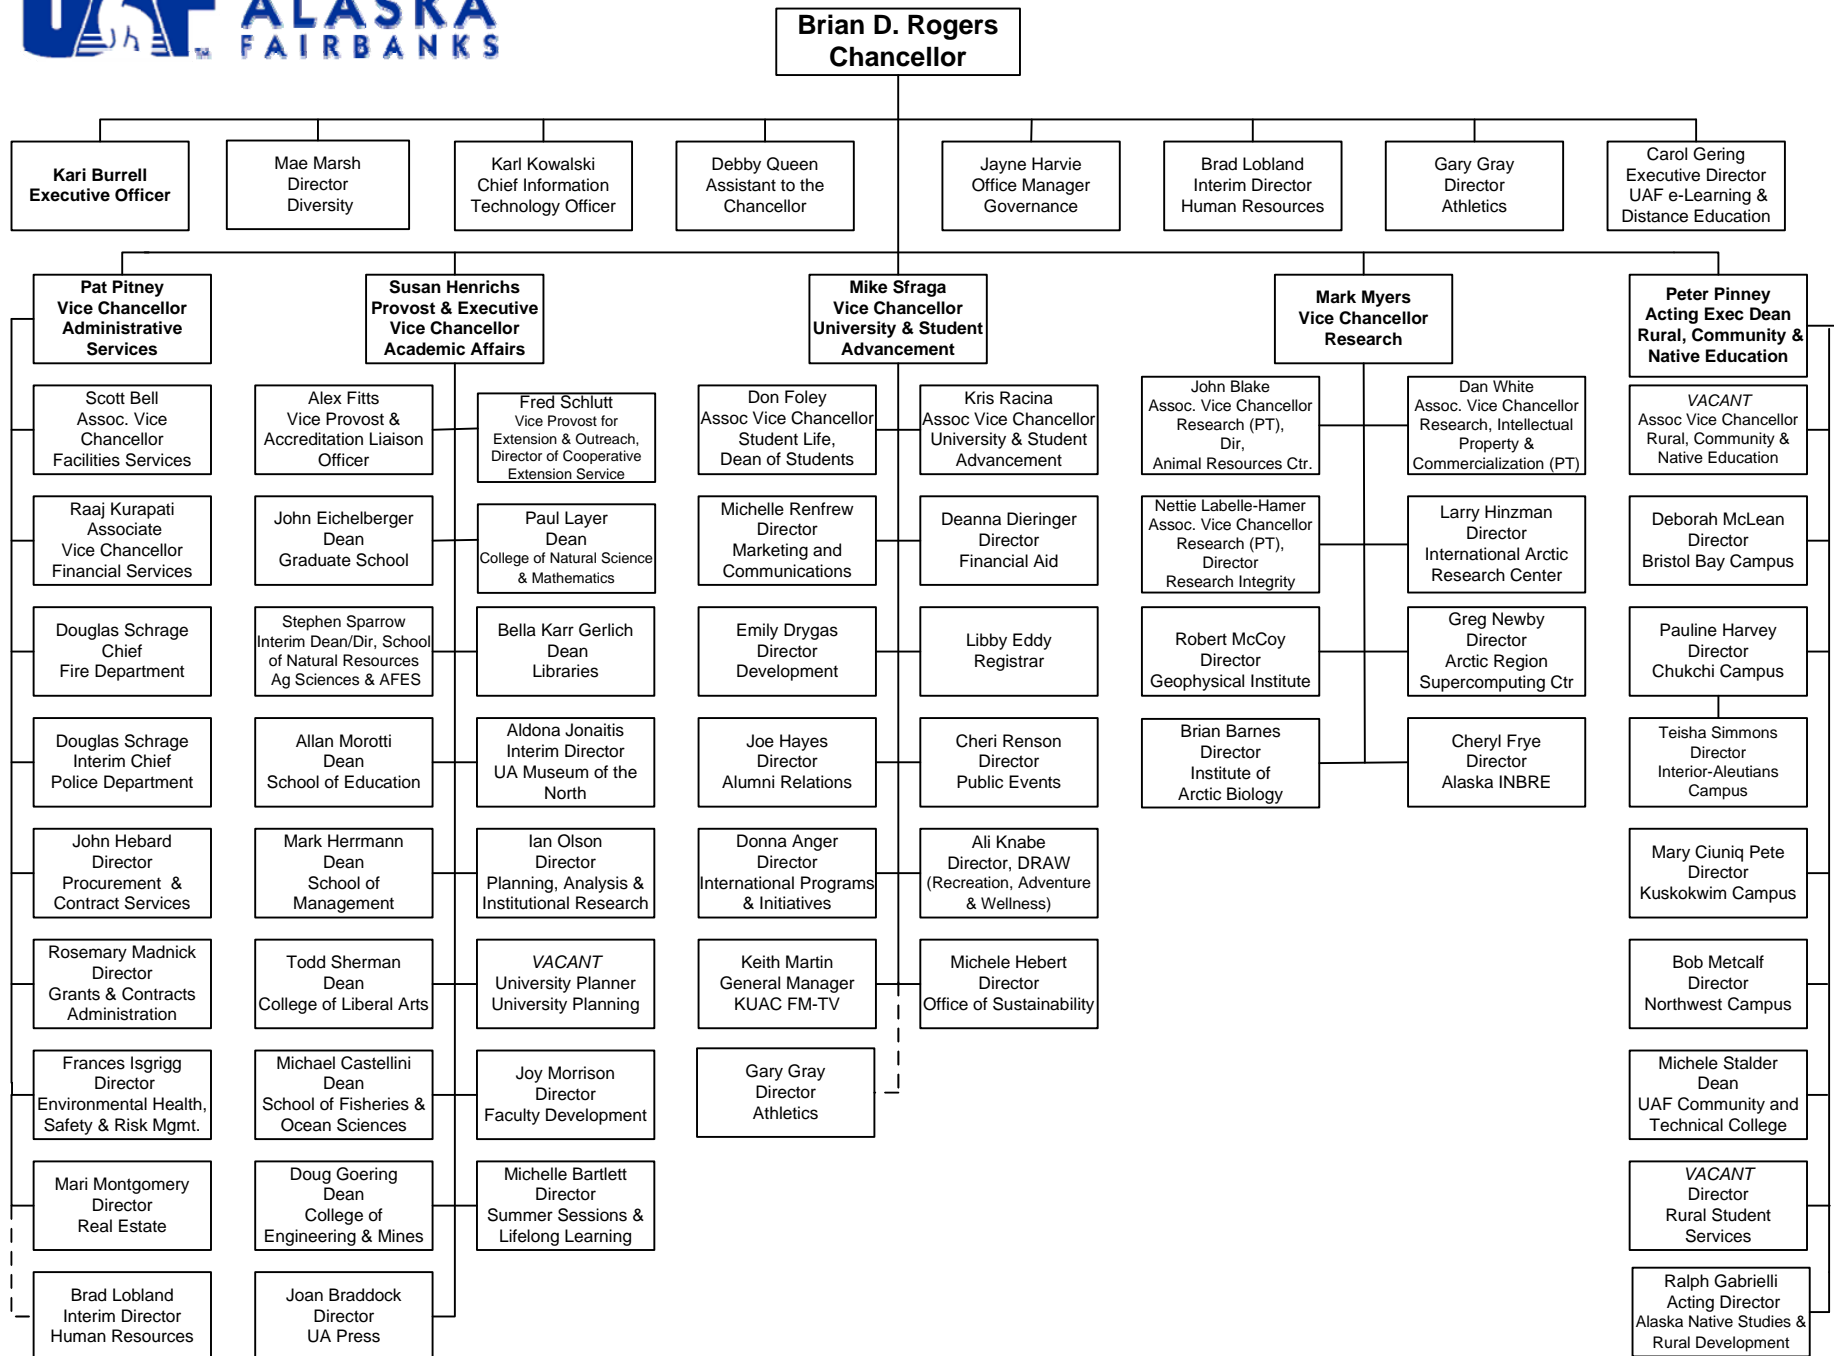 UAF
ALASKA
FAIRBANKS
TM
Brian D. Rogers
Chancellor
Kari Burrell
Executive Officer
Mae Marsh
Director
Diversity
Karl Kowalski
Chief Information
Technology Officer
Debby Queen
Assistant to the
Chancellor
Jayne Harvie
Office Manager
Governance
Brad Lobland
Interim Director
Human Resources
Gary Gray
Director
Athletics
Carol Gering
Executive Director
UAF e-Learning &
Distance Education
Pat Pitney
Vice Chancellor
Administrative
Services
Susan Henrichs
Provost & Executive
Vice Chancellor
Academic Affairs
Mike Sfraga
Vice Chancellor
University & Student
Advancement
Mark Myers
Vice Chancellor
Research
Peter Pinney
Acting Exec Dean
Rural, Community &
Native Education
Scott Bell
Assoc. Vice
Chancellor
Facilities Services
Alex Fitts
Vice Provost &
Accreditation Liaison
Officer
Fred Schlutt
Vice Provost for
Extension & Outreach,
Director of Cooperative
Extension Service
Don Foley
Assoc Vice Chancellor
Student Life,
Dean of Students
Kris Racina
Assoc Vice Chancellor
University & Student
Advancement
John Blake
Assoc. Vice Chancellor
Research (PT),
Dir,
Animal Resources Ctr.
Dan White
Assoc. Vice Chancellor
Research, Intellectual
Property &
Commercialization (PT)
VACANT
Assoc Vice Chancellor
Rural, Community &
Native Education
Raaj Kurapati
Associate
Vice Chancellor
Financial Services
John Eichelberger
Dean
Graduate School
Paul Layer
Dean
College of Natural Science
& Mathematics
Michelle Renfrew
Director
Marketing and
Communications
Deanna Dieringer
Director
Financial Aid
Nettie Labelle-Hamer
Assoc. Vice Chancellor
Research (PT),
Director
Research Integrity
Larry Hinzman
Director
International Arctic
Research Center
Deborah McLean
Director
Bristol Bay Campus
Douglas Schrage
Chief
Fire Department
Stephen Sparrow
Interim Dean/Dir, School
of Natural Resources
Ag Sciences & AFES
Bella Karr Gerlich
Dean
Libraries
Emily Drygas
Director
Development
Libby Eddy
Registrar
Robert McCoy
Director
Geophysical Institute
Greg Newby
Director
Arctic Region
Supercomputing Ctr
Pauline Harvey
Director
Chukchi Campus
Douglas Schrage
Interim Chief
Police Department
Allan Morotti
Dean
School of Education
Aldona Jonaitis
Interim Director
UA Museum of the
North
Joe Hayes
Director
Alumni Relations
Cheri Renson
Director
Public Events
Brian Barnes
Director
Institute of
Arctic Biology
Cheryl Frye
Director
Alaska INBRE
Teisha Simmons
Director
Interior-Aleutians
Campus
John Hebard
Director
Procurement &
Contract Services
Mark Herrmann
Dean
School of
Management
Ian Olson
Director
Planning, Analysis &
Institutional Research
Donna Anger
Director
International Programs
& Initiatives
Ali Knabe
Director, DRAW
(Recreation, Adventure
& Wellness)
Mary Ciuniq Pete
Director
Kuskokwim Campus
Rosemary Madnick
Director
Grants & Contracts
Administration
Todd Sherman
Dean
College of Liberal Arts
VACANT
University Planner
University Planning
Keith Martin
General Manager
KUAC FM-TV
Michele Hebert
Director
Office of Sustainability
Bob Metcalf
Director
Northwest Campus
Frances Isgrigg
Director
Environmental Health,
Safety & Risk Mgmt.
Michael Castellini
Dean
School of Fisheries &
Ocean Sciences
Joy Morrison
Director
Faculty Development
Gary Gray
Director
Athletics
Michele Stalder
Dean
UAF Community and
Technical College
Mari Montgomery
Director
Real Estate
Doug Goering
Dean
College of
Engineering & Mines
Michelle Bartlett
Director
Summer Sessions &
Lifelong Learning
VACANT
Director
Rural Student
Services
Brad Lobland
Interim Director
Human Resources
Joan Braddock
Director
UA Press
Ralph Gabrielli
Acting Director
Alaska Native Studies &
Rural Development